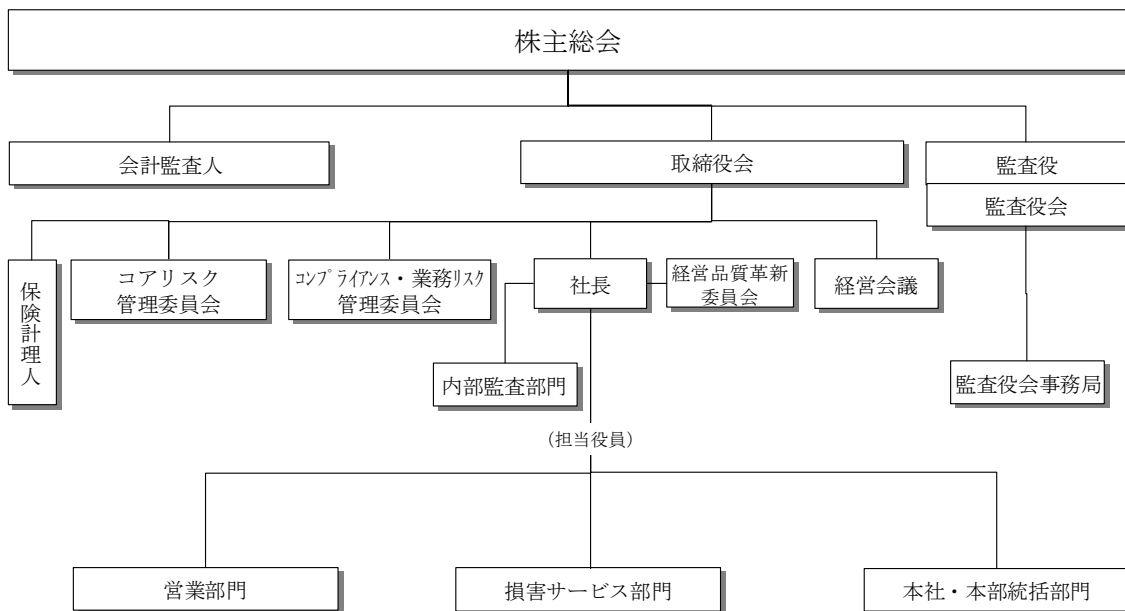 株主総会
会計監査人
取締役会
監査役
監査役会
保険計理人
コアリスク
管理委員会
ｺﾝﾌﾟﾗｲｱﾝｽ・業務ﾘｽｸ
管理委員会
社長
経営品質革新
委員会
経営会議
内部監査部門
監査役会事務局
(担当役員)
営業部門
損害サービス部門
本社・本部統括部門